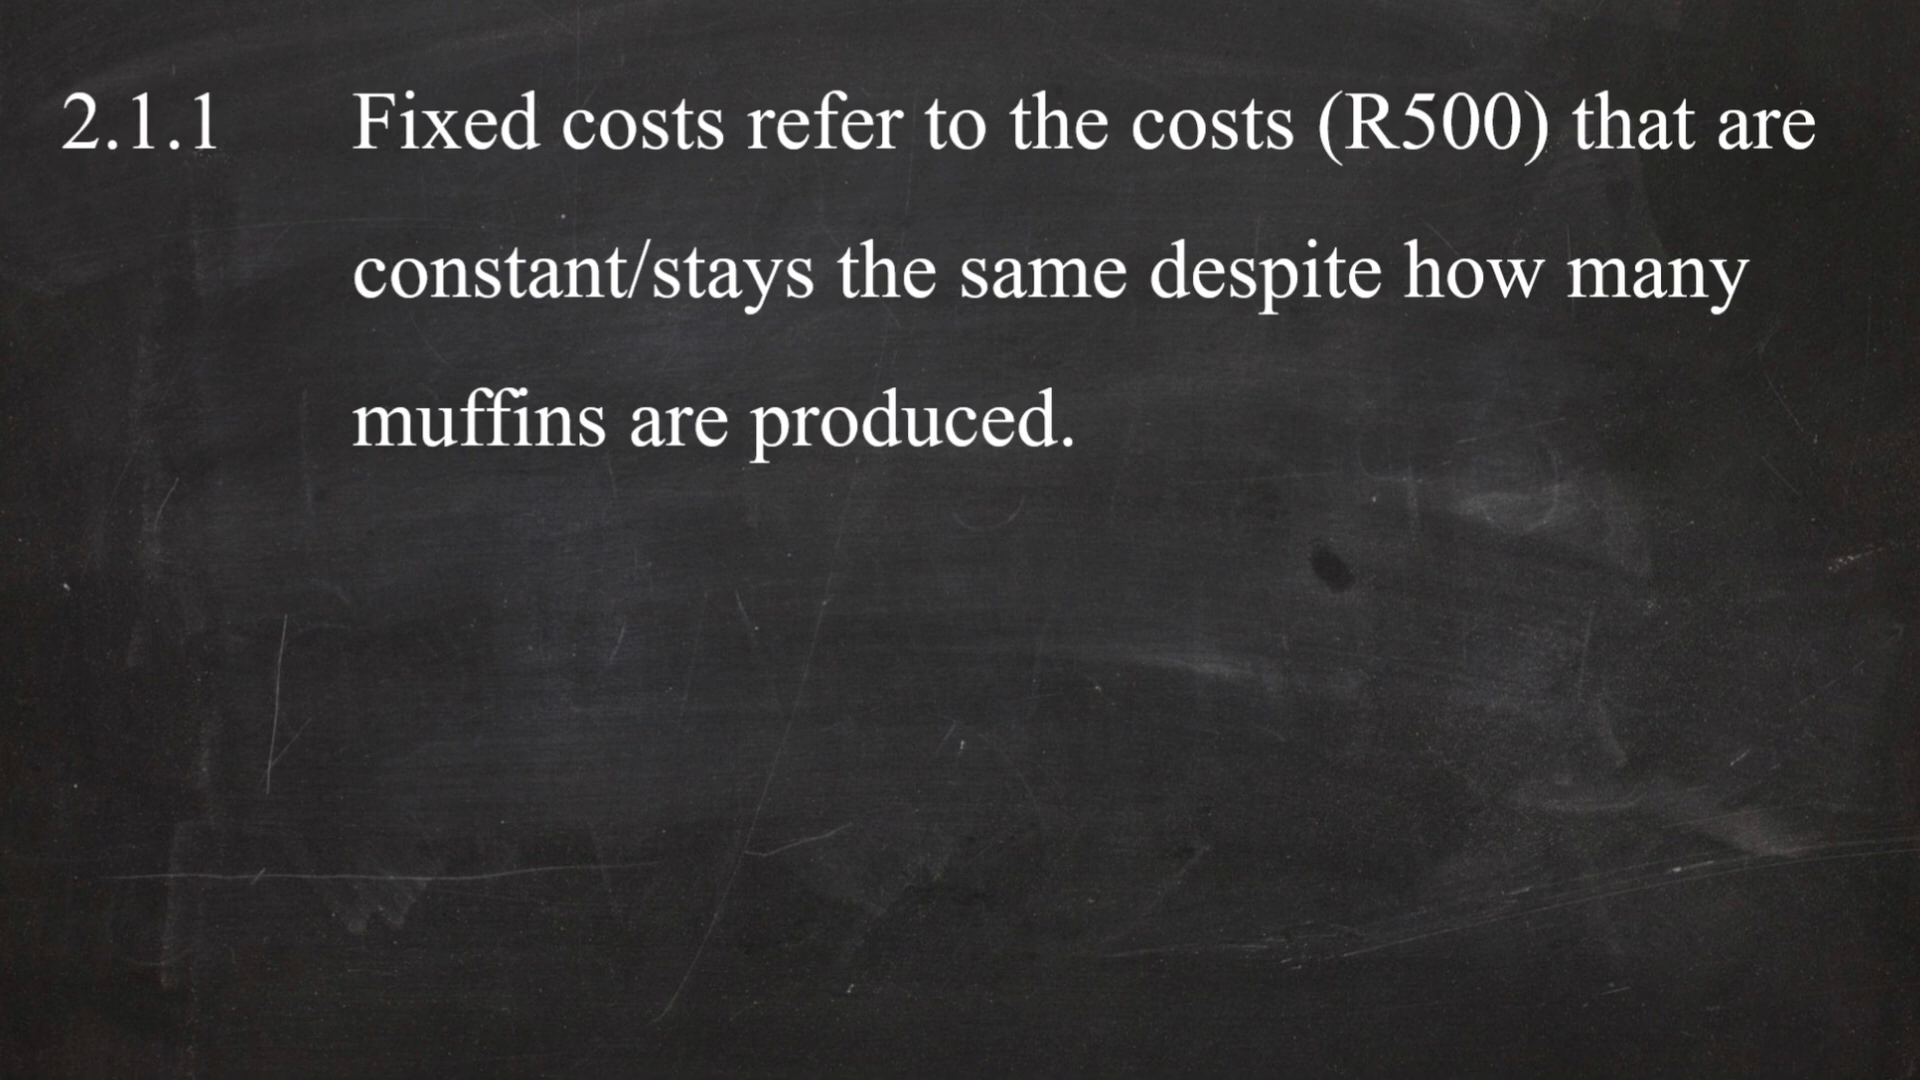 2.1.1 Fixed costs refer to the costs (R500) that are
constant/stays the same despite how many
muffins are produced.